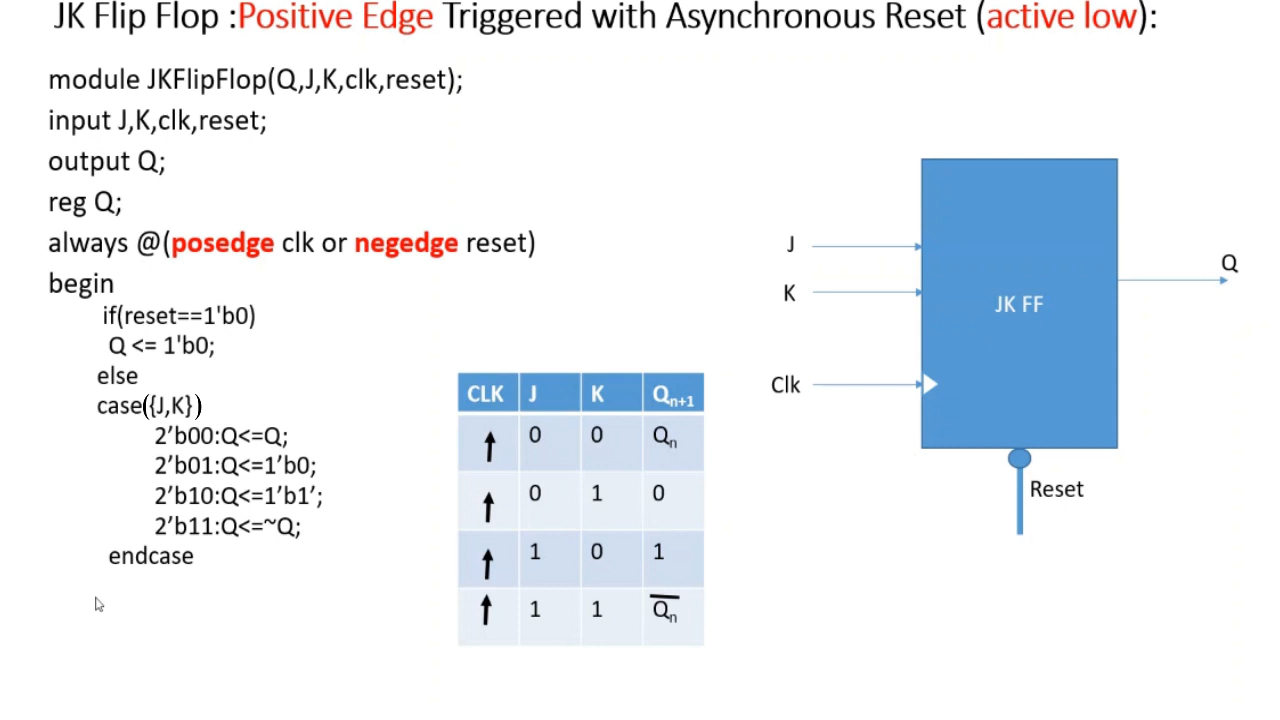 JK Flip Flop :Positive Edge Triggered with Asynchronous Reset (active low):
module JKFlipFlop(Q,J,K,clk,reset);
input J,K,clk,reset;
output Q;
reg Q;
always @(posedge clk or negedge reset)
begin
if(reset==1'b0)
Q <= 1'b0;
else
case({J,K})
2’b00:Q<=Q;
2’b01:Q<=1’b0;
2’b10:Q<=1’b1’;
2’b11:Q<=~Q;
endcase
CLK J K Qn+1
↑ 0 0 Qn
↑ 0 1 0
↑ 1 0 1
↑ 1 1 Q̅n
J
K
Clk
JK FF
Q
Reset